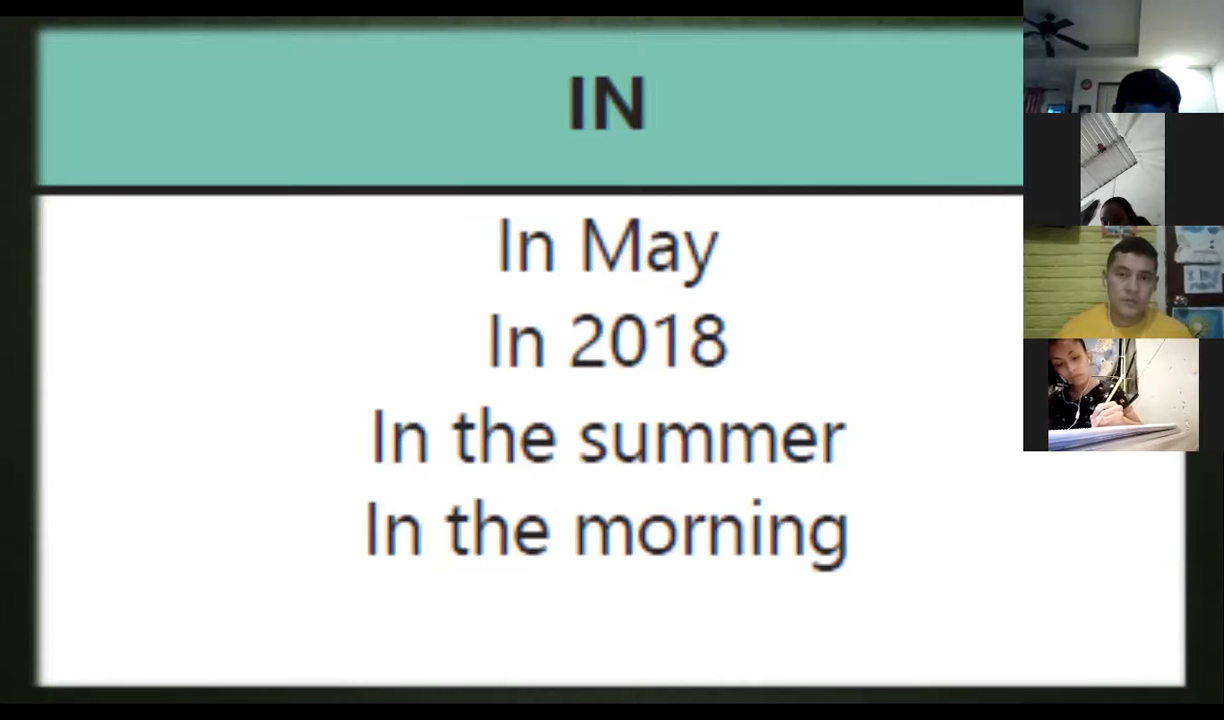 IN
In May
In 2018
In the summer
In the morning